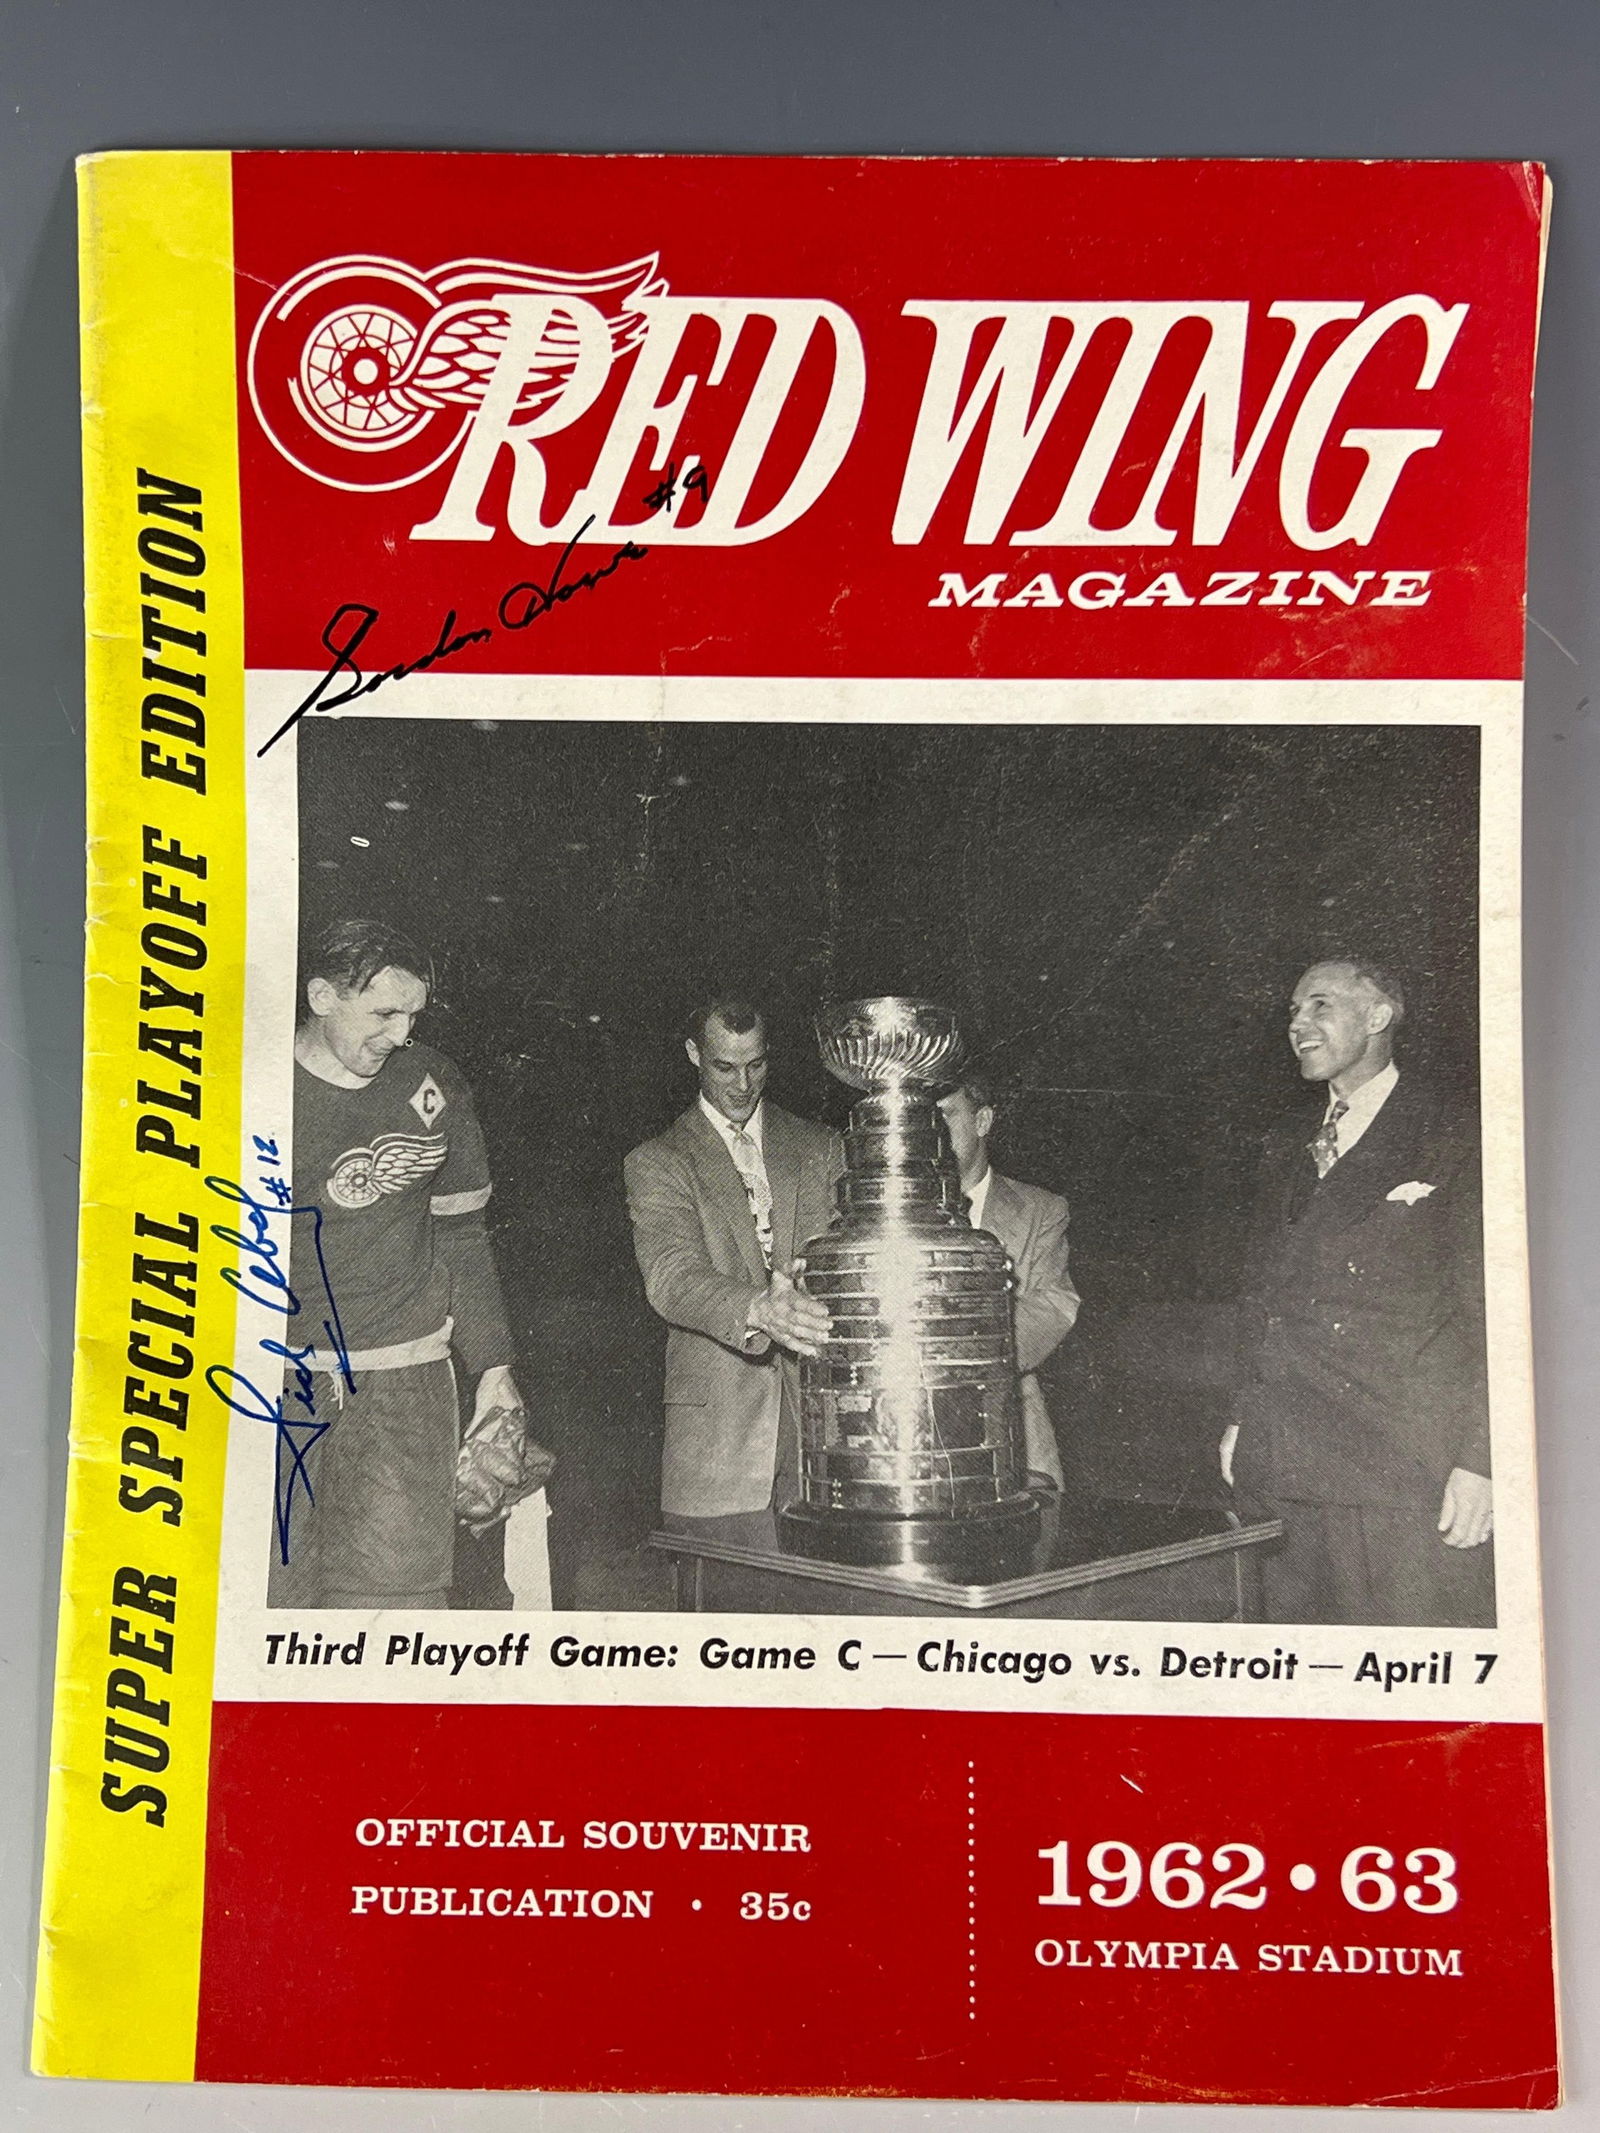 SUPER SPECIAL PLAYOFF EDITION
RED WING
MAGAZINE
Gordon Howe #9
C
Sid Abel #12
Third Playoff Game: Game C — Chicago vs. Detroit — April 7
OFFICIAL SOUVENIR
PUBLICATION • 35c
1962 • 63
OLYMPIA STADIUM